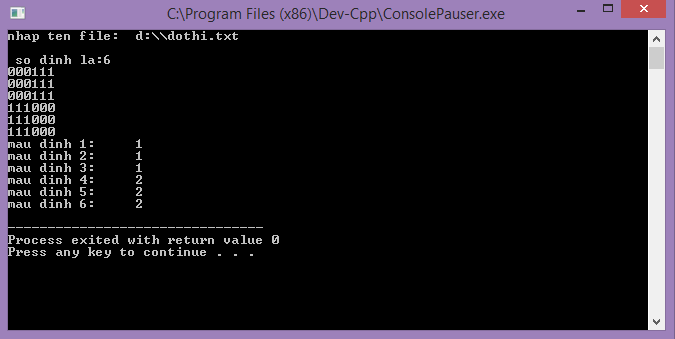 C:\Program Files (x86)\Dev-Cpp\ConsolePauser.exe
nhap ten file:  d:\\dothi.txt
so dinh la:6
000111
000111
000111
111000
111000
111000
mau dinh 1:     1
mau dinh 2:     1
mau dinh 3:     1
mau dinh 4:     2
mau dinh 5:     2
mau dinh 6:     2
--------------------------------
Process exited with return value 0
Press any key to continue . . .